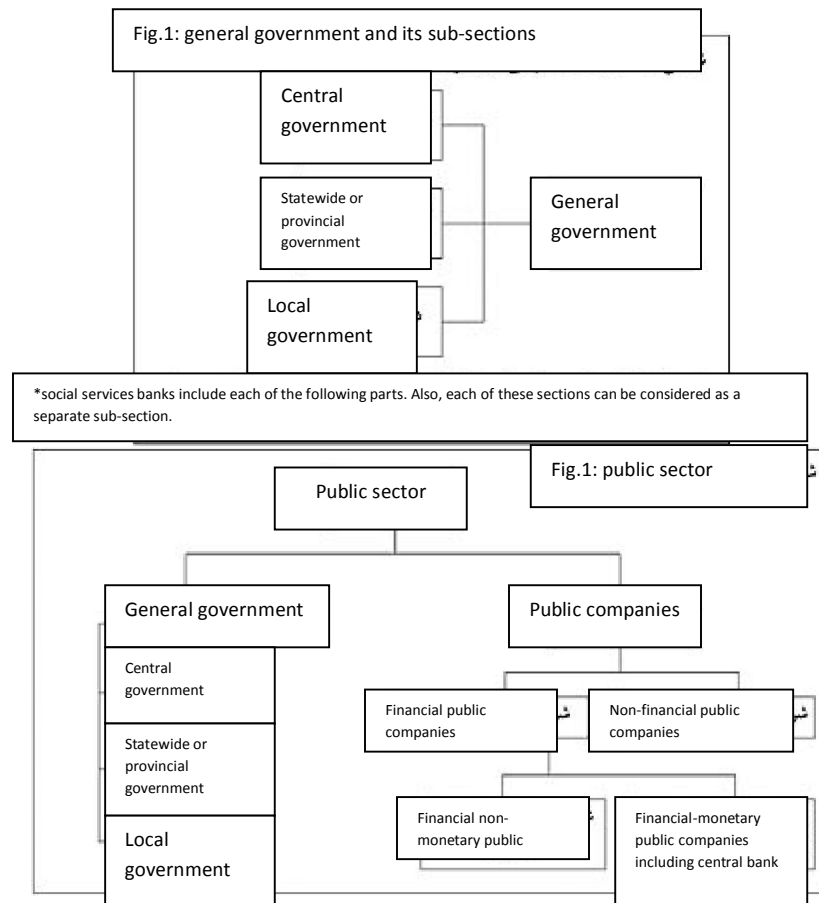 Fig.1: general government and its sub-sections
Central
government
Statewide or
provincial
government
General
government
Local
government
*social services banks include each of the following parts. Also, each of these sections can be considered as a
separate sub-section.
Fig.1: public sector
Public sector
General government
Public companies
Central
government
Statewide or
provincial
government
Local
government
Financial public
companies
Non-financial public
companies
Financial non-
monetary public
Financial-monetary
public companies
including central bank